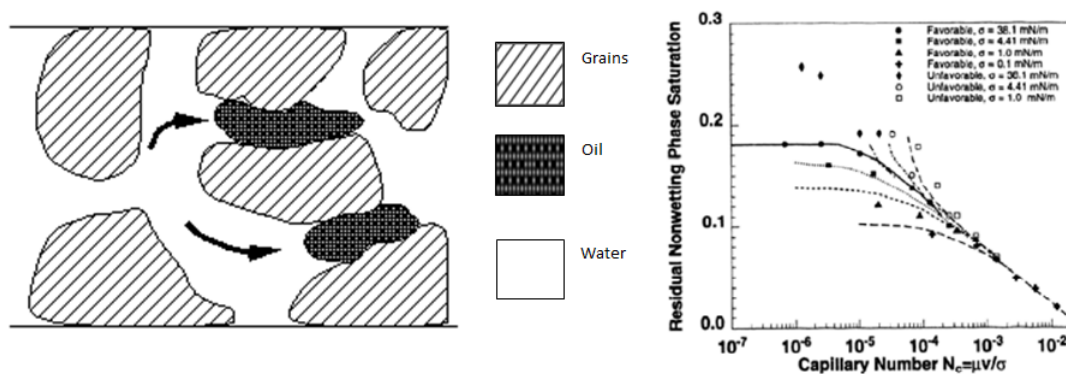 Grains
Oil
Water
Residual Nonwetting Phase Saturation
0.3
0.2
0.1
0.0
Favorable, σ = 38.1 mN/m
Favorable, σ = 4.41 mN/m
Favorable, σ = 1.0 mN/m
Favorable, σ = 0.1 mN/m
Unfavorable, σ = 38.1 mN/m
Unfavorable, σ = 4.41 mN/m
Unfavorable, σ = 1.0 mN/m
10⁻⁷ 10⁻⁶ 10⁻⁵ 10⁻⁴ 10⁻³ 10⁻²
Capillary Number N꜀=μv/σ